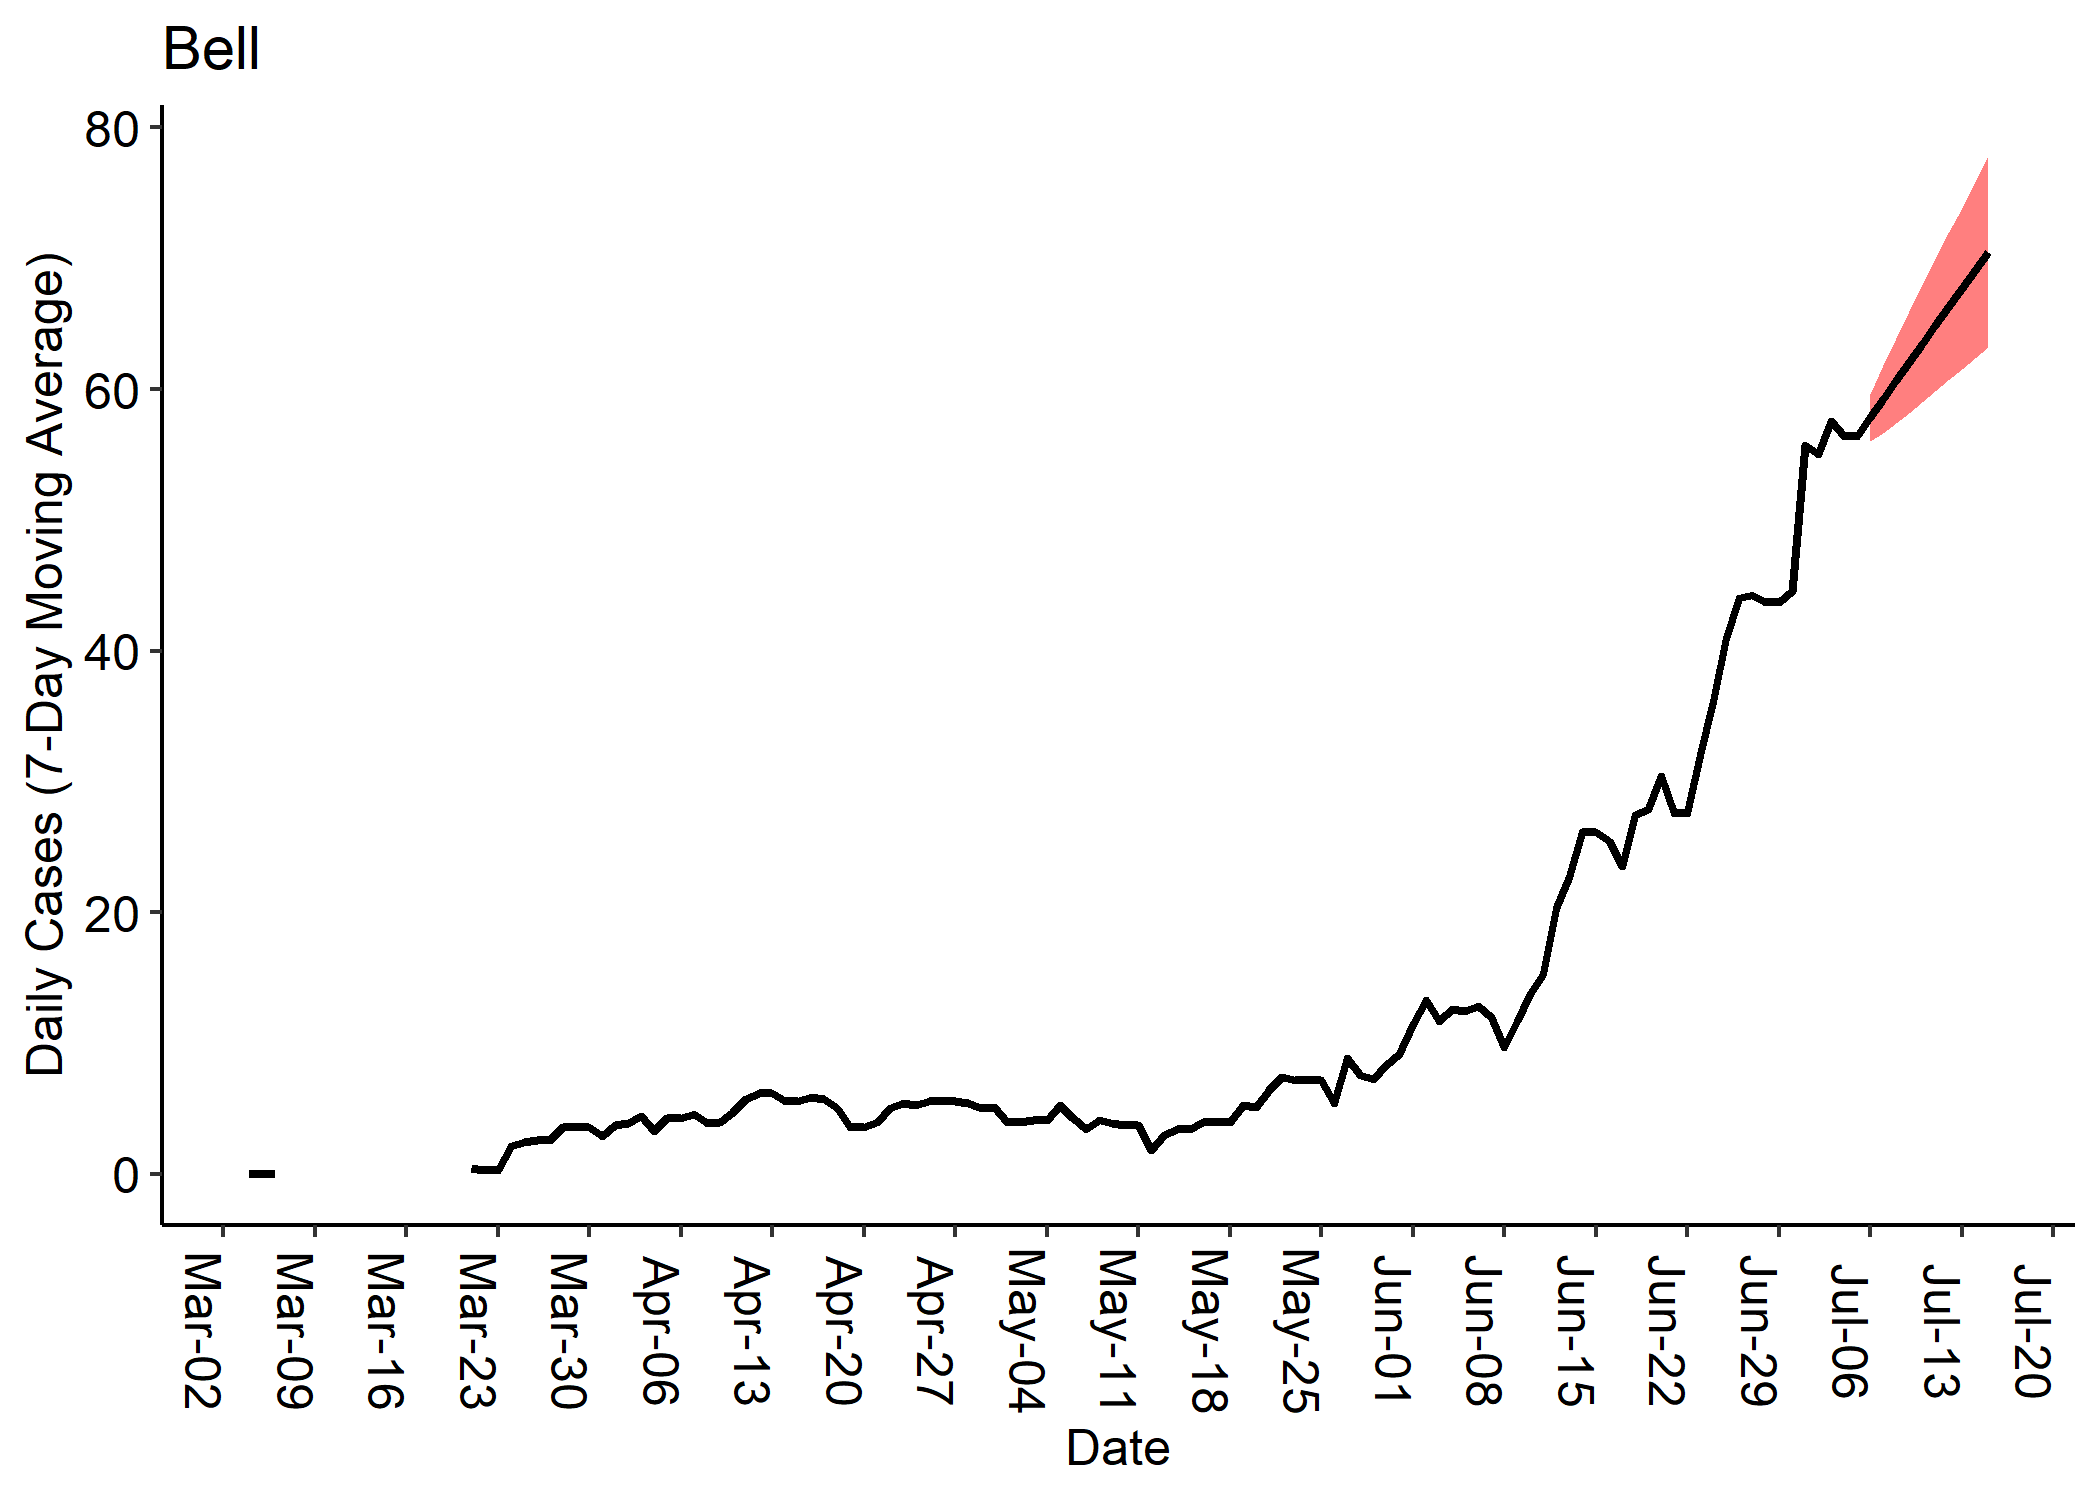 Bell
80
60
40
20
0
Daily Cases (7-Day Moving Average)
Mar-02
Mar-09
Mar-16
Mar-23
Mar-30
Apr-06
Apr-13
Apr-20
Apr-27
May-04
May-11
May-18
May-25
Jun-01
Jun-08
Jun-15
Jun-22
Jun-29
Jul-06
Jul-13
Jul-20
Date